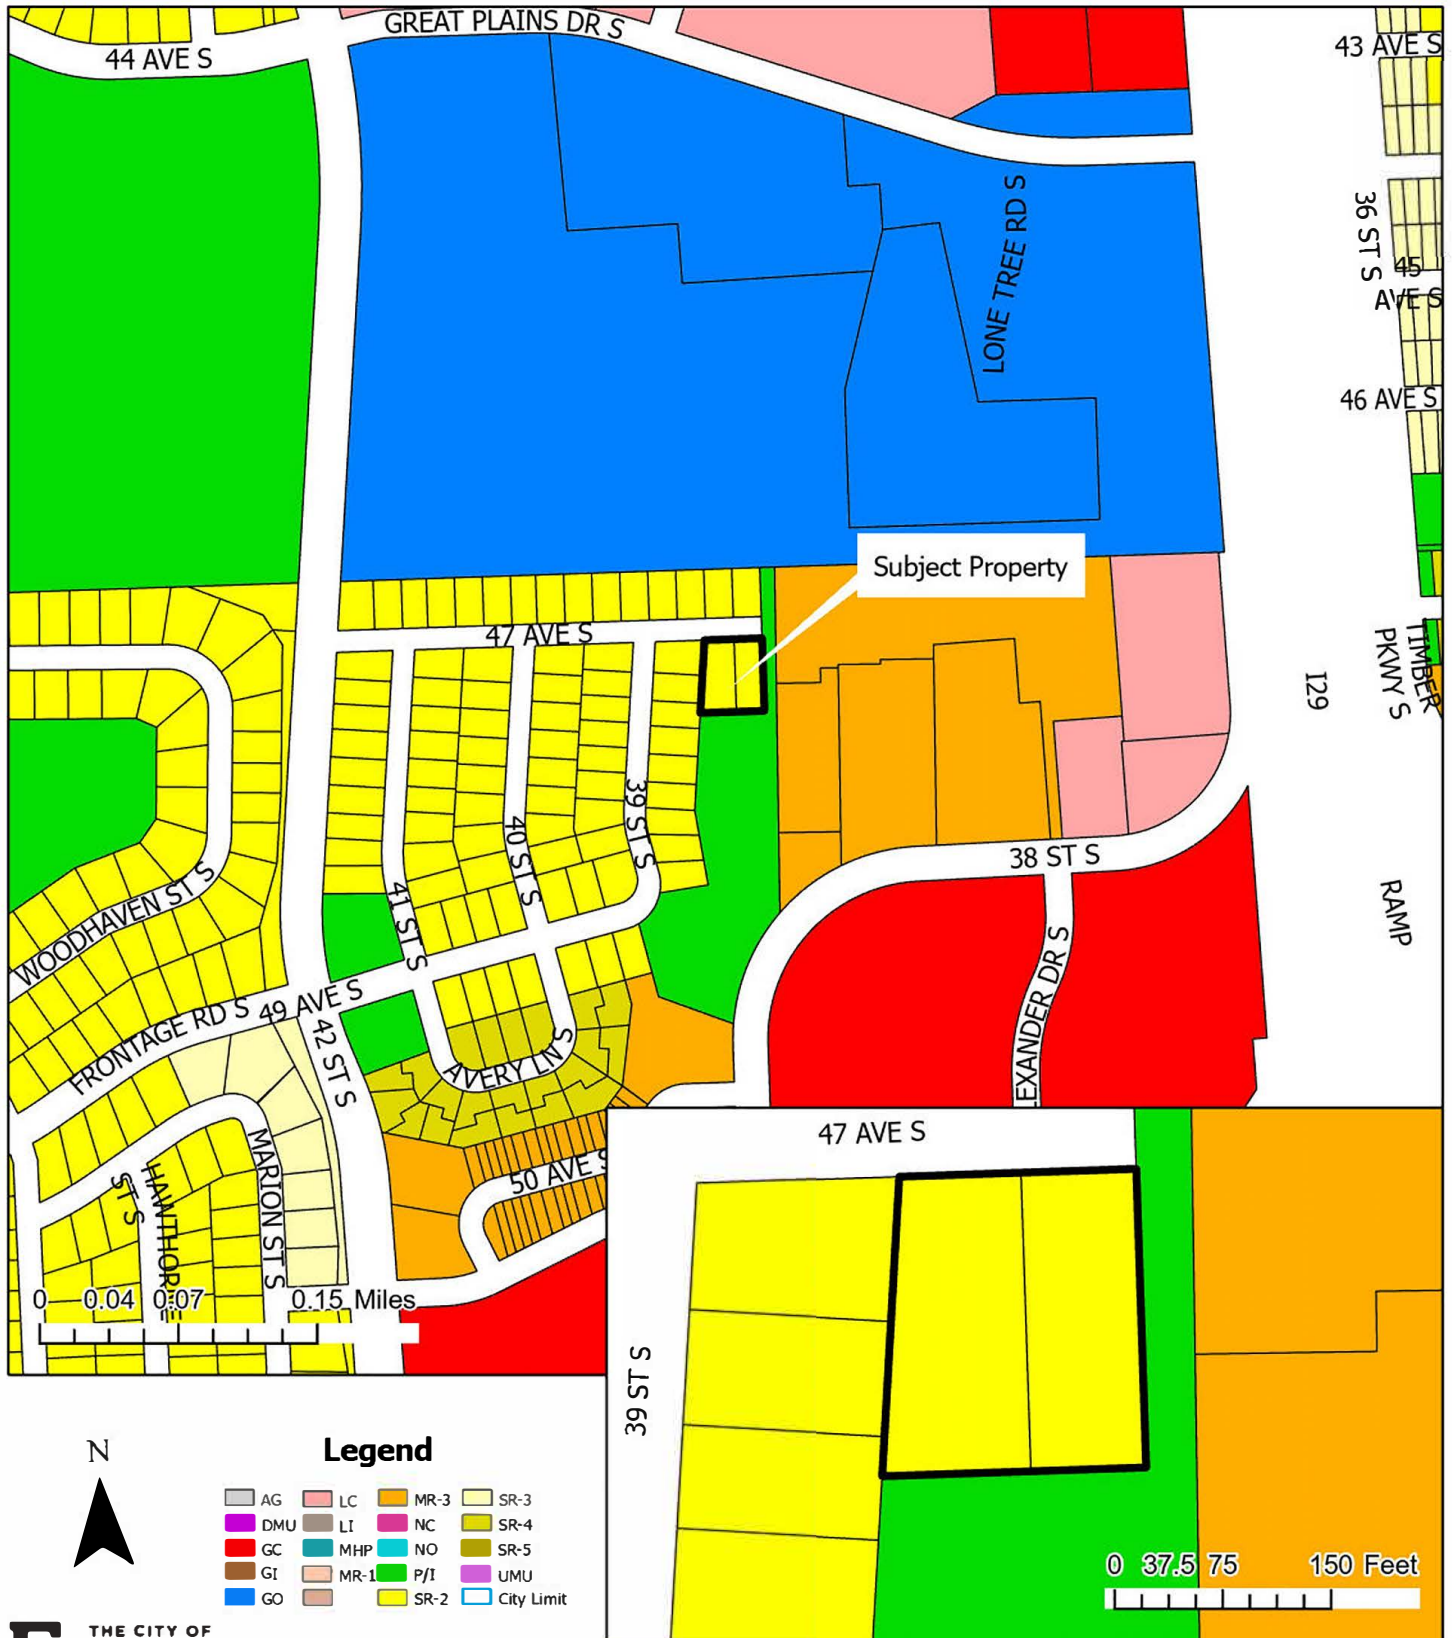 GREAT PLAINS DR S
44 AVE S
43 AVE S
36 ST S
LONE TREE RD S
45
AVE S
46 AVE S
Subject Property
47 AVE S
TIMBER
PKWY S
I29
39 ST S
40 ST S
38 ST S
41 ST S
WOODHAVEN ST S
RAMP
49 AVE S
FRONTAGE RD S
42 ST S
LEXANDER DR S
AVERY LN S
50 AVE S
MARION ST S
HAWTHORNE
ST S
0 0.04 0.07 0.15 Miles
47 AVE S
39 ST S
0 37.5 75 150 Feet
N
Legend
AG LC MR-3 SR-3
DMU LI NC SR-4
GC MHP NO SR-5
GI MR-1 P/I UMU
GO SR-2 City Limit
THE CITY OF